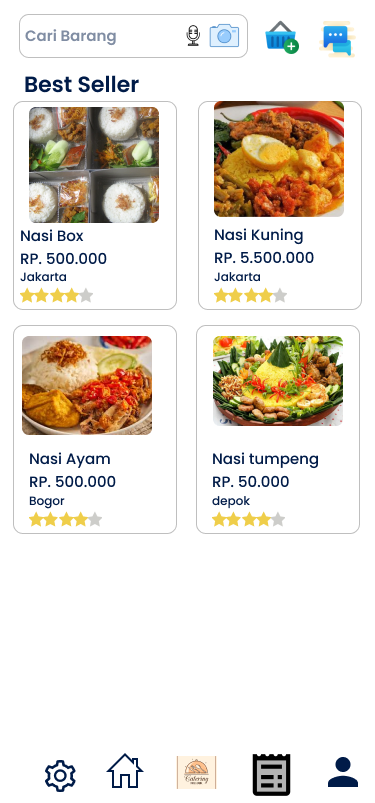 Cari Barang
Best Seller
Nasi Box
RP. 500.000
Jakarta
Nasi Kuning
RP. 5.500.000
Jakarta
Nasi Ayam
RP. 500.000
Bogor
Nasi tumpeng
RP. 50.000
depok
Catering